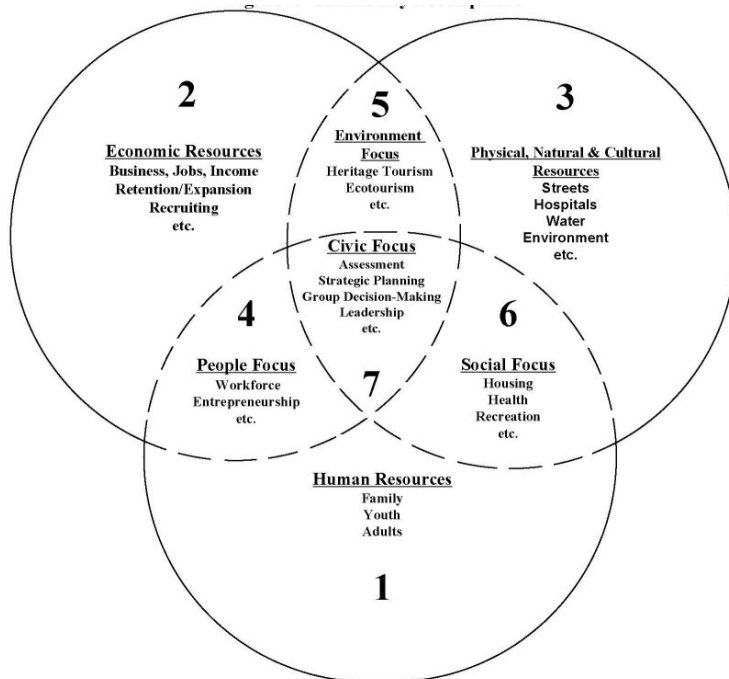 2
Economic Resources
Business, Jobs, Income
Retention/Expansion
Recruiting
etc.
5
Environment
Focus
Heritage Tourism
Ecotourism
etc.
3
Physical, Natural & Cultural
Resources
Streets
Hospitals
Water
Environment
etc.
Civic Focus
Assessment
Strategic Planning
Group Decision-Making
Leadership
etc.
7
4
People Focus
Workforce
Entrepreneurship
etc.
6
Social Focus
Housing
Health
Recreation
etc.
Human Resources
Family
Youth
Adults
1